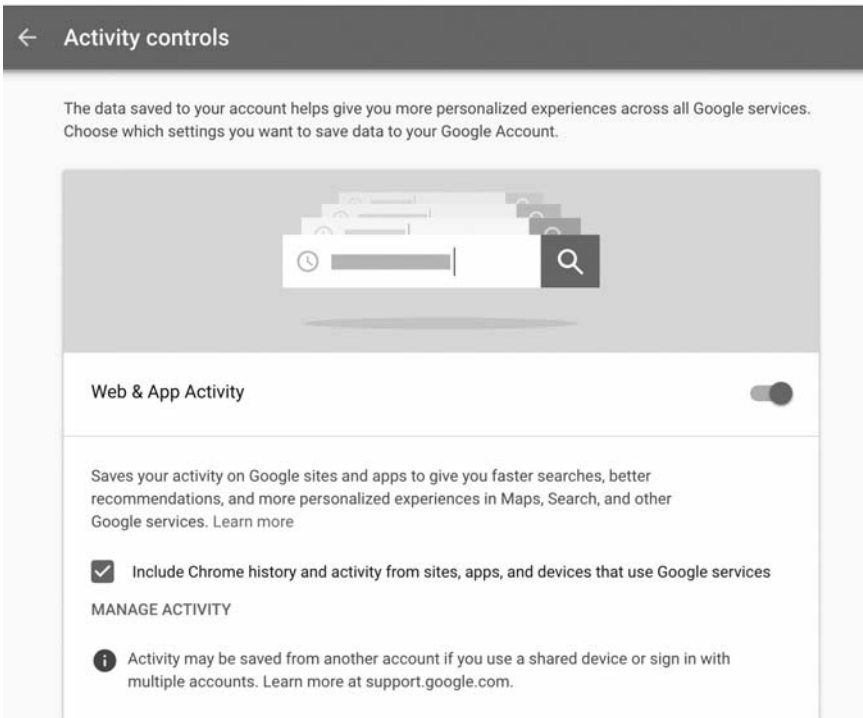 Activity controls
The data saved to your account helps give you more personalized experiences across all Google services.
Choose which settings you want to save data to your Google Account.
Web & App Activity
Saves your activity on Google sites and apps to give you faster searches, better
recommendations, and more personalized experiences in Maps, Search, and other
Google services. Learn more
Include Chrome history and activity from sites, apps, and devices that use Google services
MANAGE ACTIVITY
Activity may be saved from another account if you use a shared device or sign in with
multiple accounts. Learn more at support.google.com.